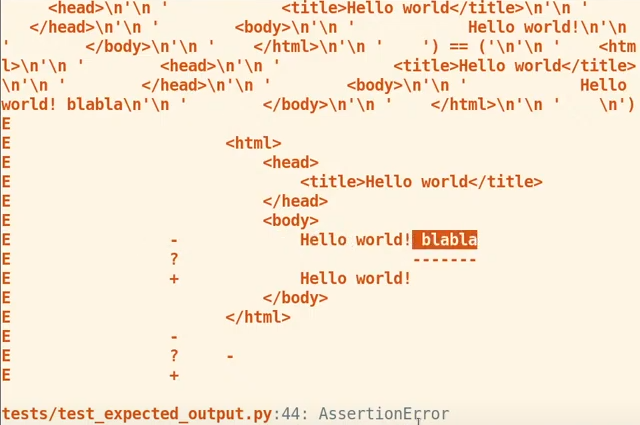 <head>\n'\n '            <title>Hello world</title>\n'\n '
</head>\n'\n '        <body>\n'\n '            Hello world!\n'\n
'        </body>\n'\n '    </html>\n'\n '    ') == ('\n'\n '    <htm
l>\n'\n '        <head>\n'\n '            <title>Hello world</title>
\n'\n '        </head>\n'\n '        <body>\n'\n '            Hello
world! blabla\n'\n '        </body>\n'\n '    </html>\n'\n '    \n')
E
E <html>
E <head>
E <title>Hello world</title>
E </head>
E <body>
E - Hello world! blabla
E ? -------
E + Hello world!
E </body>
E </html>
E -
E ? -
E +
tests/test_expected_output.py:44: AssertionError